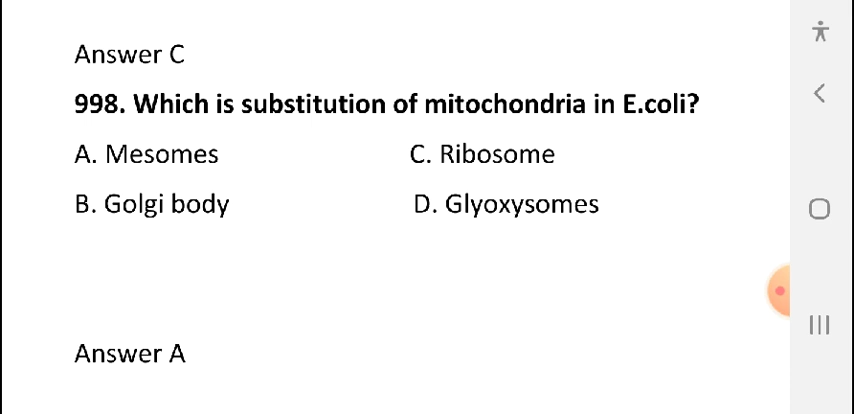 Answer C
998. Which is substitution of mitochondria in E.coli?
A. Mesomes C. Ribosome
B. Golgi body D. Glyoxysomes
Answer A